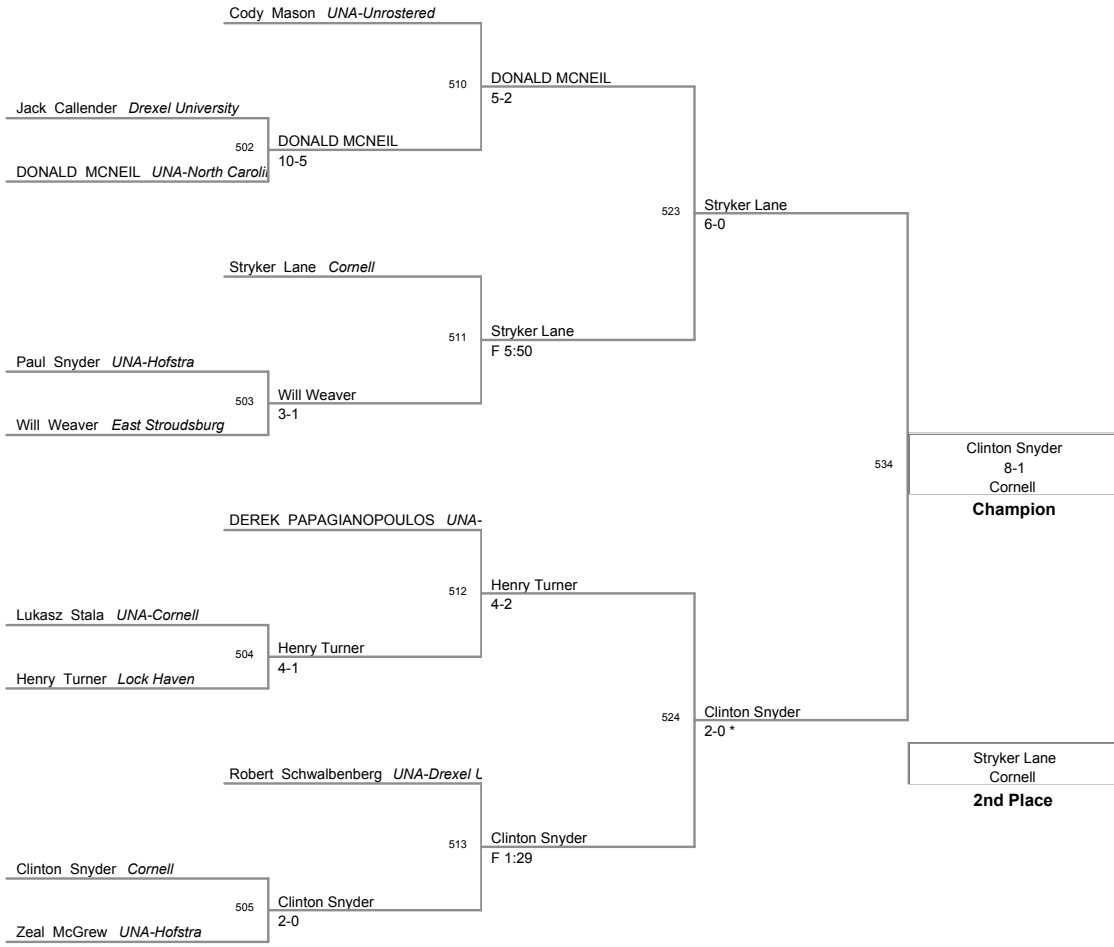 Cody Mason UNA-Unrostered
510
DONALD MCNEIL
5-2
Jack Callender Drexel University
502
DONALD MCNEIL
10-5
DONALD MCNEIL UNA-North Caroli
523
Stryker Lane
6-0
Stryker Lane Cornell
511
Stryker Lane
F 5:50
Paul Snyder UNA-Hofstra
503
Will Weaver
3-1
Will Weaver East Stroudsburg
534
Clinton Snyder
8-1
Cornell
Champion
DEREK PAPAGIANOPOULOS UNA-
512
Henry Turner
4-2
Lukasz Stala UNA-Cornell
504
Henry Turner
4-1
Henry Turner Lock Haven
524
Clinton Snyder
2-0 *
Stryker Lane
Cornell
2nd Place
Robert Schwalbenberg UNA-Drexel U
513
Clinton Snyder
F 1:29
Clinton Snyder Cornell
505
Clinton Snyder
2-0
Zeal McGrew UNA-Hofstra